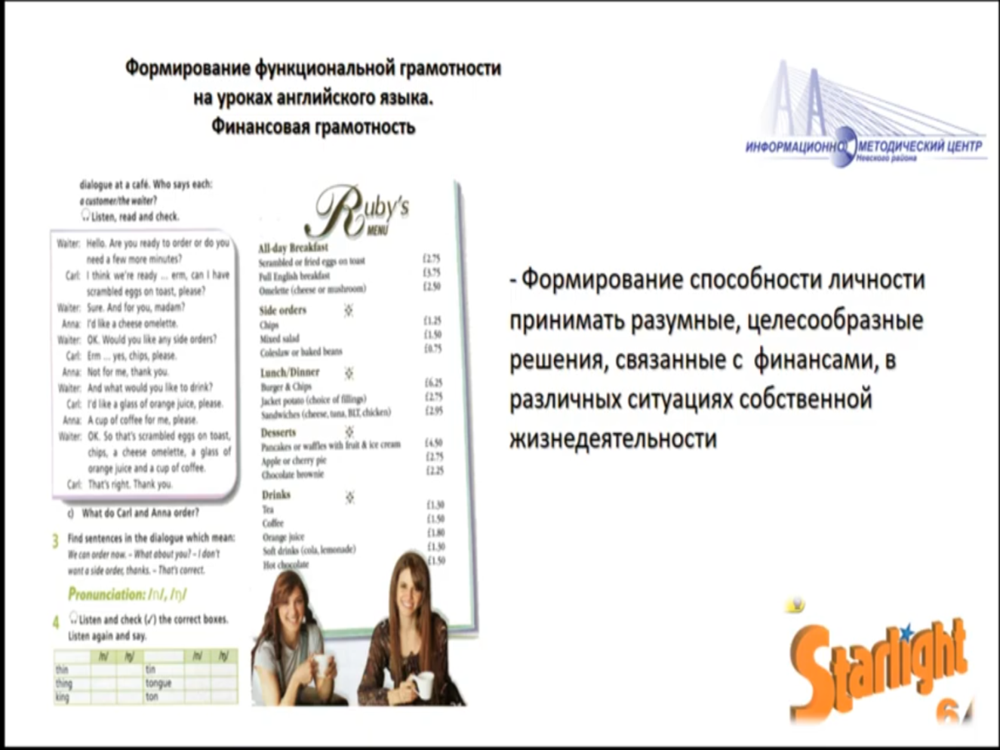 Формирование функциональной грамотности
на уроках английского языка.
Финансовая грамотность
ИНФОРМАЦИОННО МЕТОДИЧЕСКИЙ ЦЕНТР
Невского района
dialogue at a café. Who says each:
a customer/the waiter?
Listen, read and check.
Waiter: Hello. Are you ready to order or do you
need a few more minutes?
Carl: I think we're ready ... erm, can I have
scrambled eggs on toast, please?
Waiter: Sure. And for you, madam?
Anna: I'd like a cheese omelette.
Waiter: OK. Would you like any side orders?
Carl: Erm ... yes, chips, please.
Anna: Not for me, thank you.
Waiter: And what would you like to drink?
Carl: I'd like a glass of orange juice, please.
Anna: A cup of coffee for me, please.
Waiter: OK. So that's scrambled eggs on toast,
chips, a cheese omelette, a glass of
orange juice and a cup of coffee.
Carl: That's right. Thank you.
c) What do Carl and Anna order?
3 Find sentences in the dialogue which mean:
We can order now. – What about you? – I don't
want a side order, thanks. – That's correct.
Pronunciation: /n/, /ŋ/
4 Listen and check (✓) the correct boxes.
Listen again and say.
/n/ /ŋ/ /n/ /ŋ/
thin tin
thing tongue
king ton
Ruby's
MENU
All-day Breakfast
Scrambled or fried eggs on toast £2.75
Full English breakfast £3.75
Omelette (cheese or mushroom) £2.50
Side orders
Chips £1.25
Mixed salad £1.50
Coleslaw or baked beans £0.75
Lunch/Dinner
Burger & Chips £6.25
Jacket potato (choice of fillings) £2.75
Sandwiches (cheese, tuna, BLT, chicken) £2.95
Desserts
Pancakes or waffles with fruit & ice cream £4.50
Apple or cherry pie £2.75
Chocolate brownie £2.25
Drinks
Tea £1.30
Coffee £1.50
Orange juice £1.80
Soft drinks (cola, lemonade) £1.30
Hot chocolate £1.50
- Формирование способности личности
принимать разумные, целесообразные
решения, связанные с финансами, в
различных ситуациях собственной
жизнедеятельности
Starlight
6